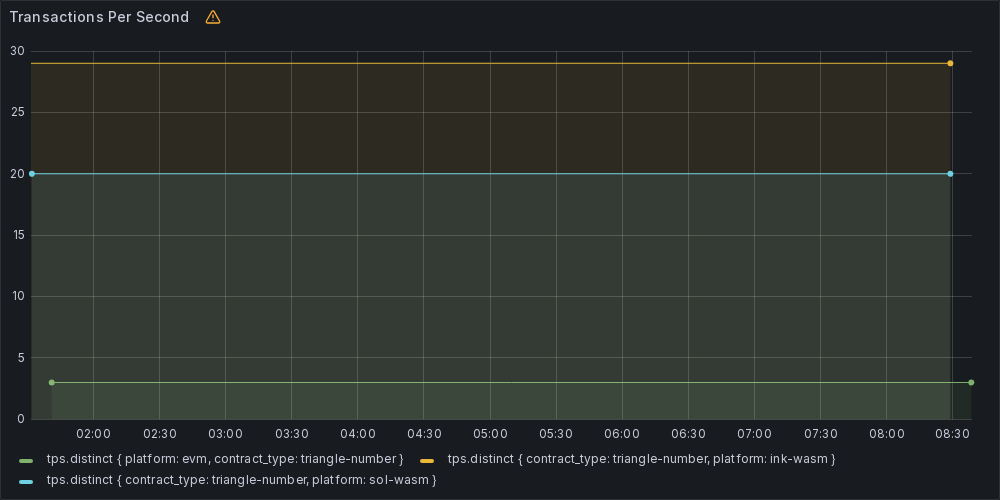 Transactions Per Second
30
25
20
15
10
5
0
02:00 02:30 03:00 03:30 04:00 04:30 05:00 05:30 06:00 06:30 07:00 07:30 08:00 08:30
tps.distinct { platform: evm, contract_type: triangle-number } tps.distinct { contract_type: triangle-number, platform: ink-wasm }
tps.distinct { contract_type: triangle-number, platform: sol-wasm }